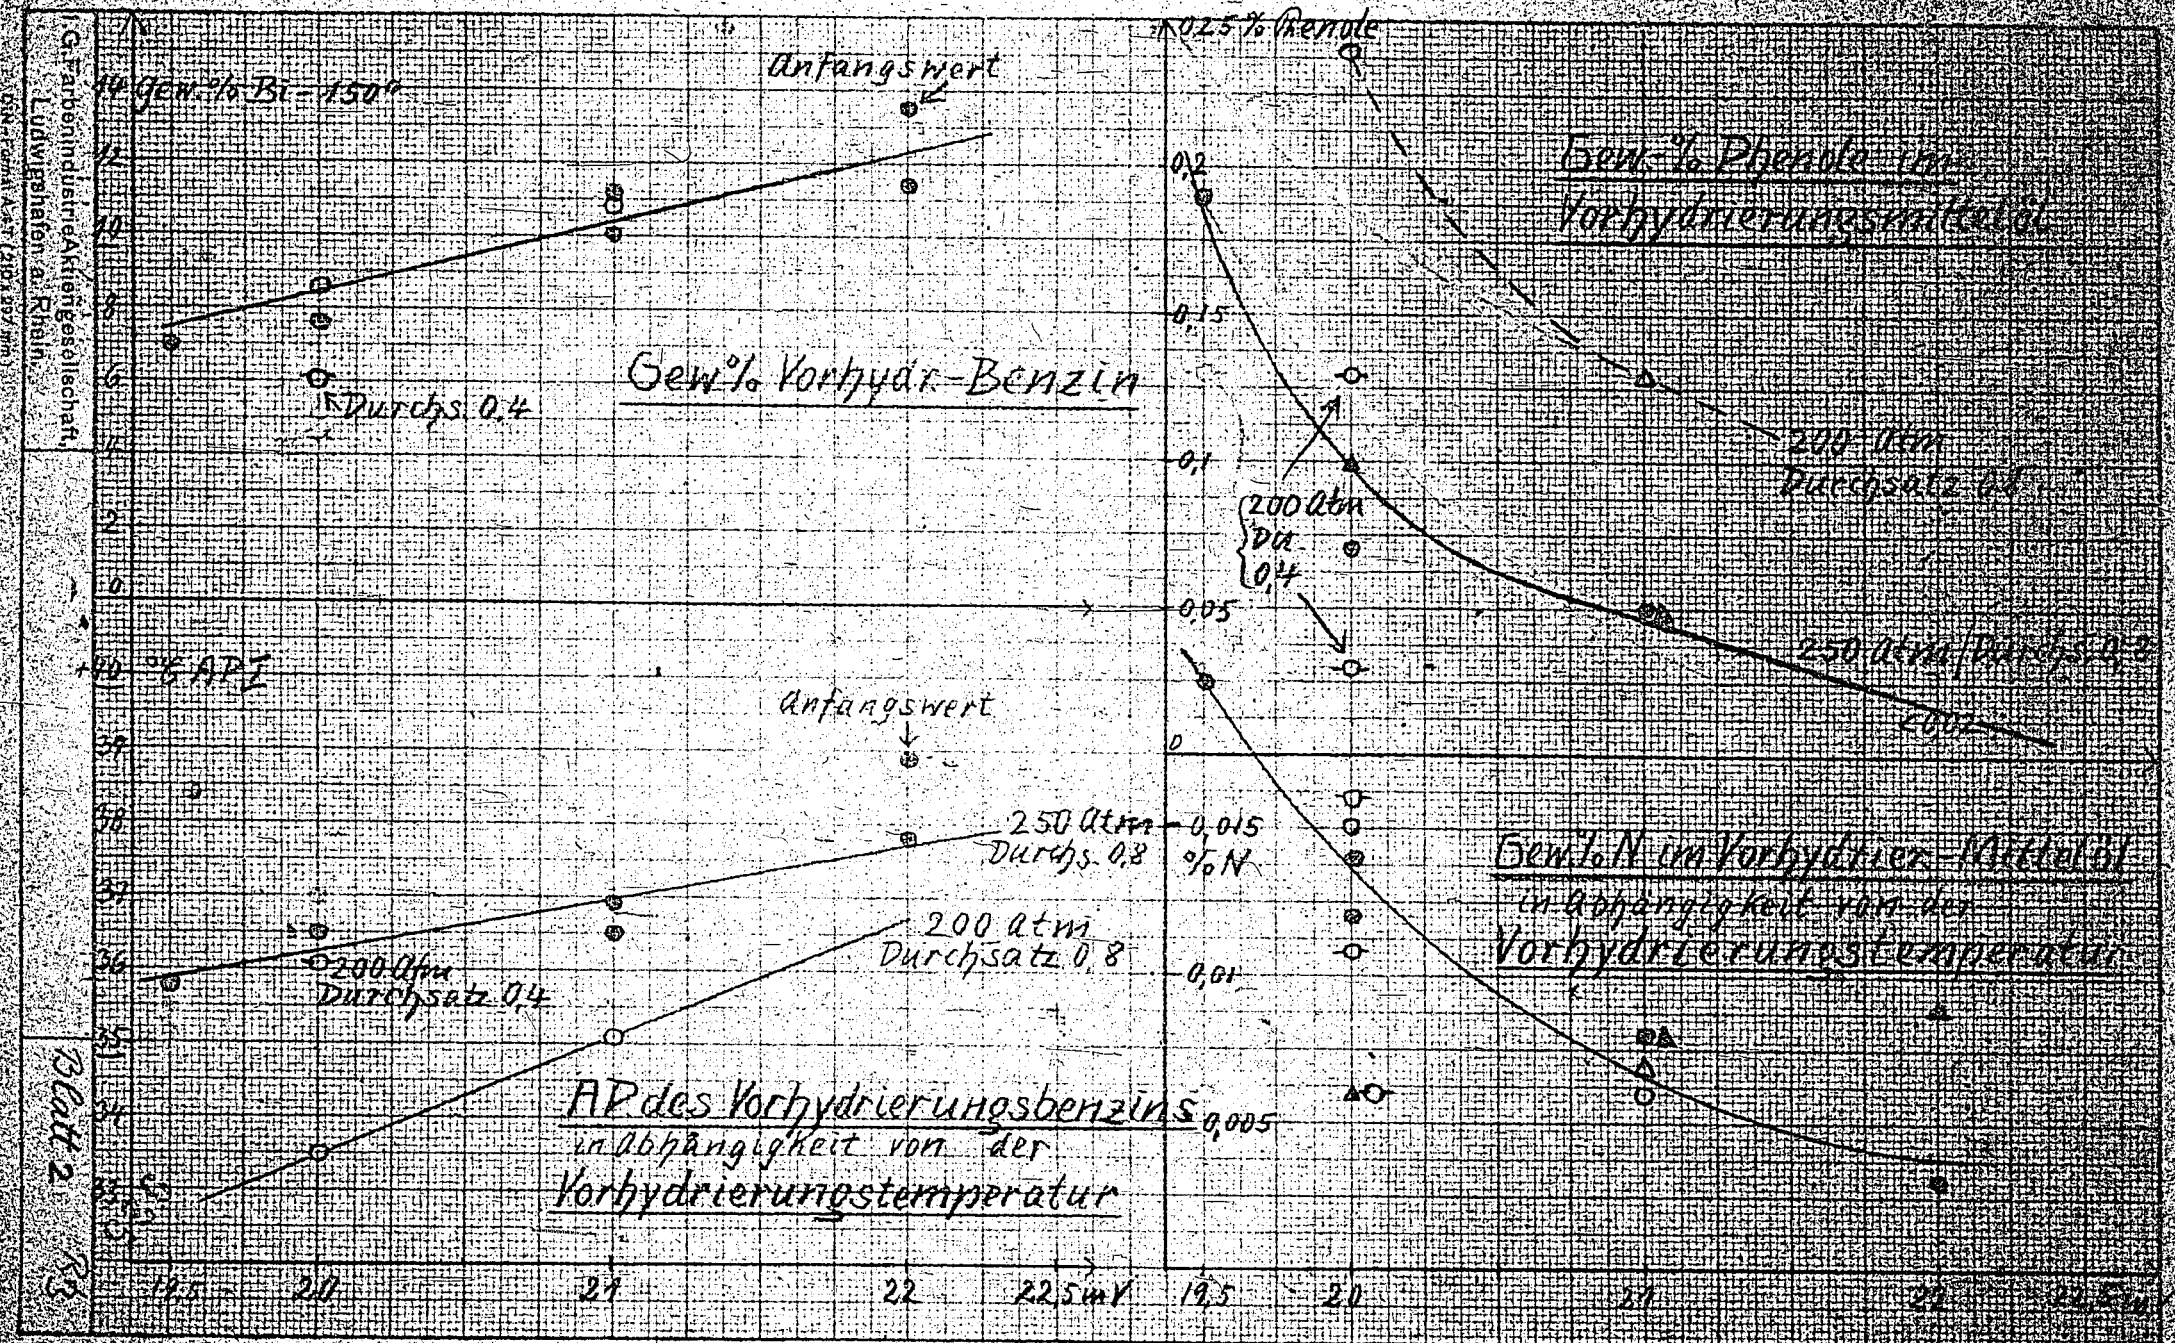 I.G. Farbenindustrie Aktiengesellschaft,
Ludwigshafen a. Rhein.
Blatt 2
14 Gew.% Bi - 150°
12
10
8
6
4
2
0
Anfangswert
Durchs. 0,4
Gew% Vorhydr.-Benzin
+40 °C API
39
38
37
36
35
34
33
Anfangswert
250 Atm
Durchs. 0,8
200 Atm
Durchsatz 0,8
200 Atm
Durchsatz 0,4
AP des Vorhydrierungsbenzins
in Abhängigkeit von der
Vorhydrierungstemperatur
19,5 20 21 22 22,5 mV
0,25 % Phenole
0,2
0,15
0,1
0,05
0
Gew.-% Phenole im
Vorhydrierungsmittelöl
200 Atm
Durchsatz
200 Atm
Du
0,4
250 Atm/Durchs. 0,8
<0,02
0,015
% N
0,01
0,005
Gew.% N im Vorhydrier.-Mittelöl
in Abhängigkeit von der
Vorhydrierungstemperatur
19,5 20 21 22 22,5